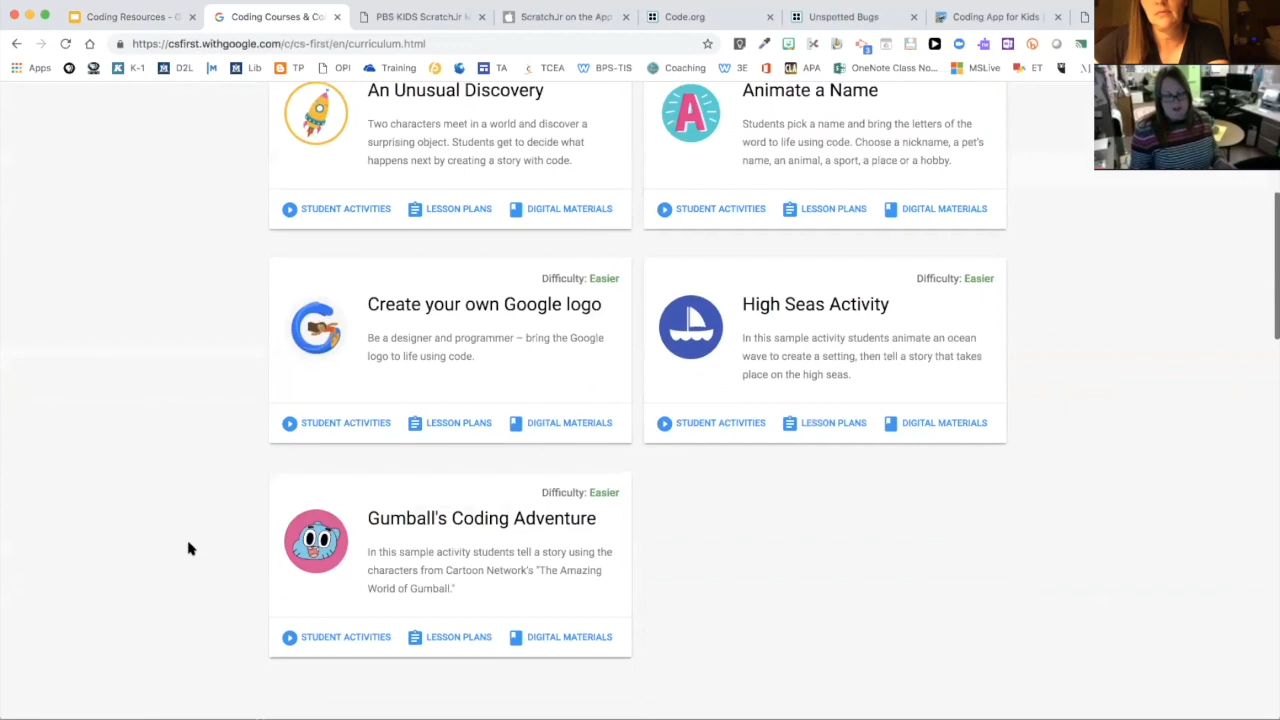 Coding Resources - G
Coding Courses & Co
PBS KIDS ScratchJr M
ScratchJr on the App
Code.org
Unspotted Bugs
Coding App for Kids
https://csfirst.withgoogle.com/c/cs-first/en/curriculum.html
Apps K-1 D2L Lib TP OPI Training TA TCEA BPS-TIS Coaching 3E APA OneNote Class No... MSLive ET
An Unusual Discovery
Two characters meet in a world and discover a
surprising object. Students get to decide what
happens next by creating a story with code.
STUDENT ACTIVITIES LESSON PLANS DIGITAL MATERIALS
A
Animate a Name
Students pick a name and bring the letters of the
word to life using code. Choose a nickname, a pet's
name, an animal, a sport, a place or a hobby.
STUDENT ACTIVITIES LESSON PLANS DIGITAL MATERIALS
Difficulty: Easier
Create your own Google logo
Be a designer and programmer – bring the Google
logo to life using code.
STUDENT ACTIVITIES LESSON PLANS DIGITAL MATERIALS
Difficulty: Easier
High Seas Activity
In this sample activity students animate an ocean
wave to create a setting, then tell a story that takes
place on the high seas.
STUDENT ACTIVITIES LESSON PLANS DIGITAL MATERIALS
Difficulty: Easier
Gumball's Coding Adventure
In this sample activity students tell a story using the
characters from Cartoon Network's "The Amazing
World of Gumball."
STUDENT ACTIVITIES LESSON PLANS DIGITAL MATERIALS